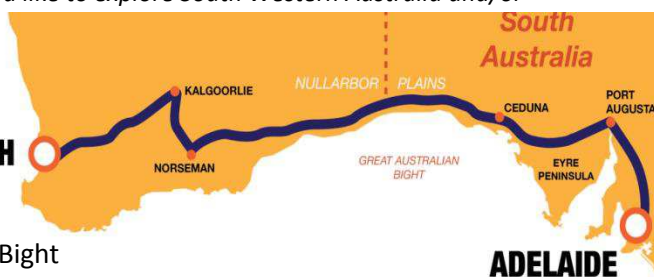 like to explore South Western Australia and/or
South
Australia
KALGOORLIE
NULLARBOR PLAINS
CEDUNA
PORT
AUGUSTA
H
NORSEMAN
GREAT AUSTRALIAN
BIGHT
EYRE
PENINSULA
Bight
ADELAIDE